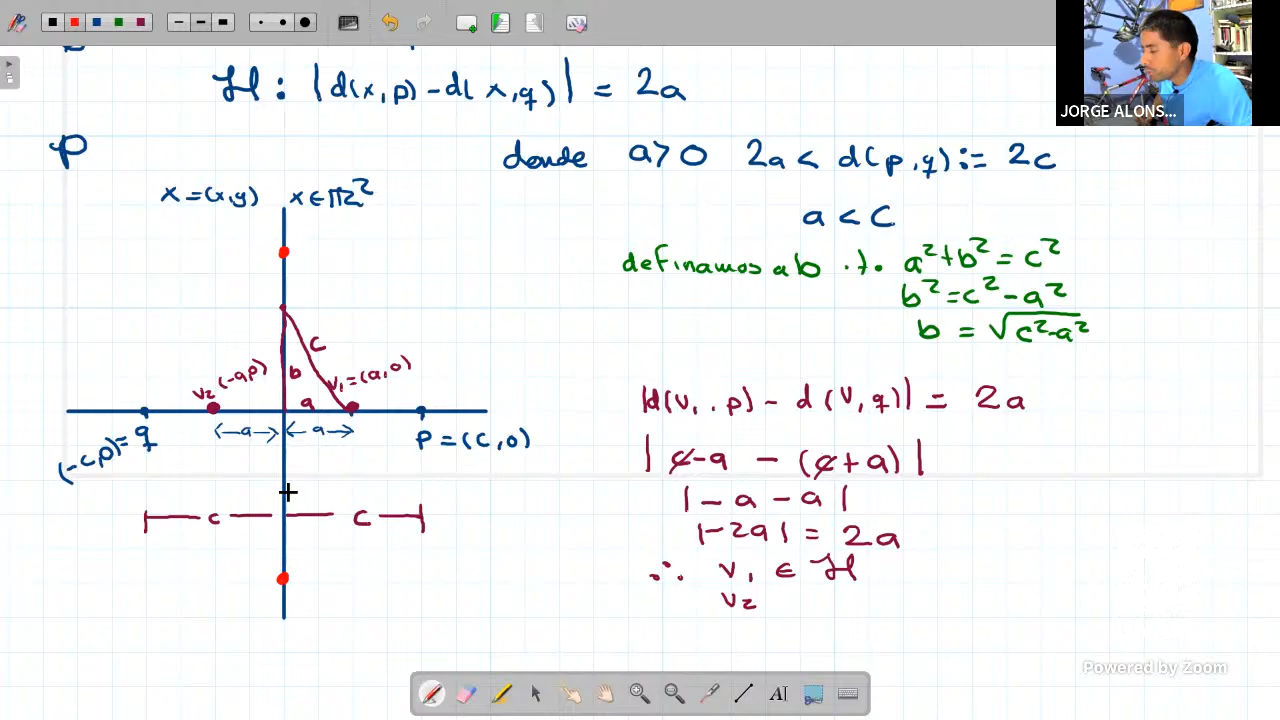 H: |d(x,p) - d(x,q)| = 2a
JORGE ALONS...
p
donde a>0 2a < d(p,q) := 2c
x=(x,y) x∈ℝ²
a < c
definamos a b .t. a²+b²=c²
b²=c²-a²
b = √c²-a²
c
b
a
V₂ (-a,0)
V₁=(a,0)
|d(V₁,p) - d(V,q)| = 2a
←a→ ←a→
(-c,0)=q
p=(c,0)
|c-a - (c+a)|
|-a-a|
c c
|-2a| = 2a
∴ V₁ ∈ H
V₂
Powered by Zoom
AI